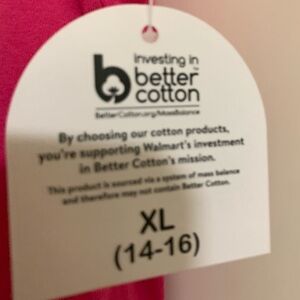 investing in
better™
cotton
BetterCotton.org/MassBalance
By choosing our cotton products,
you're supporting Walmart's investment
in Better Cotton's mission.
This product is sourced via a system of mass balance
and therefore may not contain Better Cotton.
XL
(14-16)